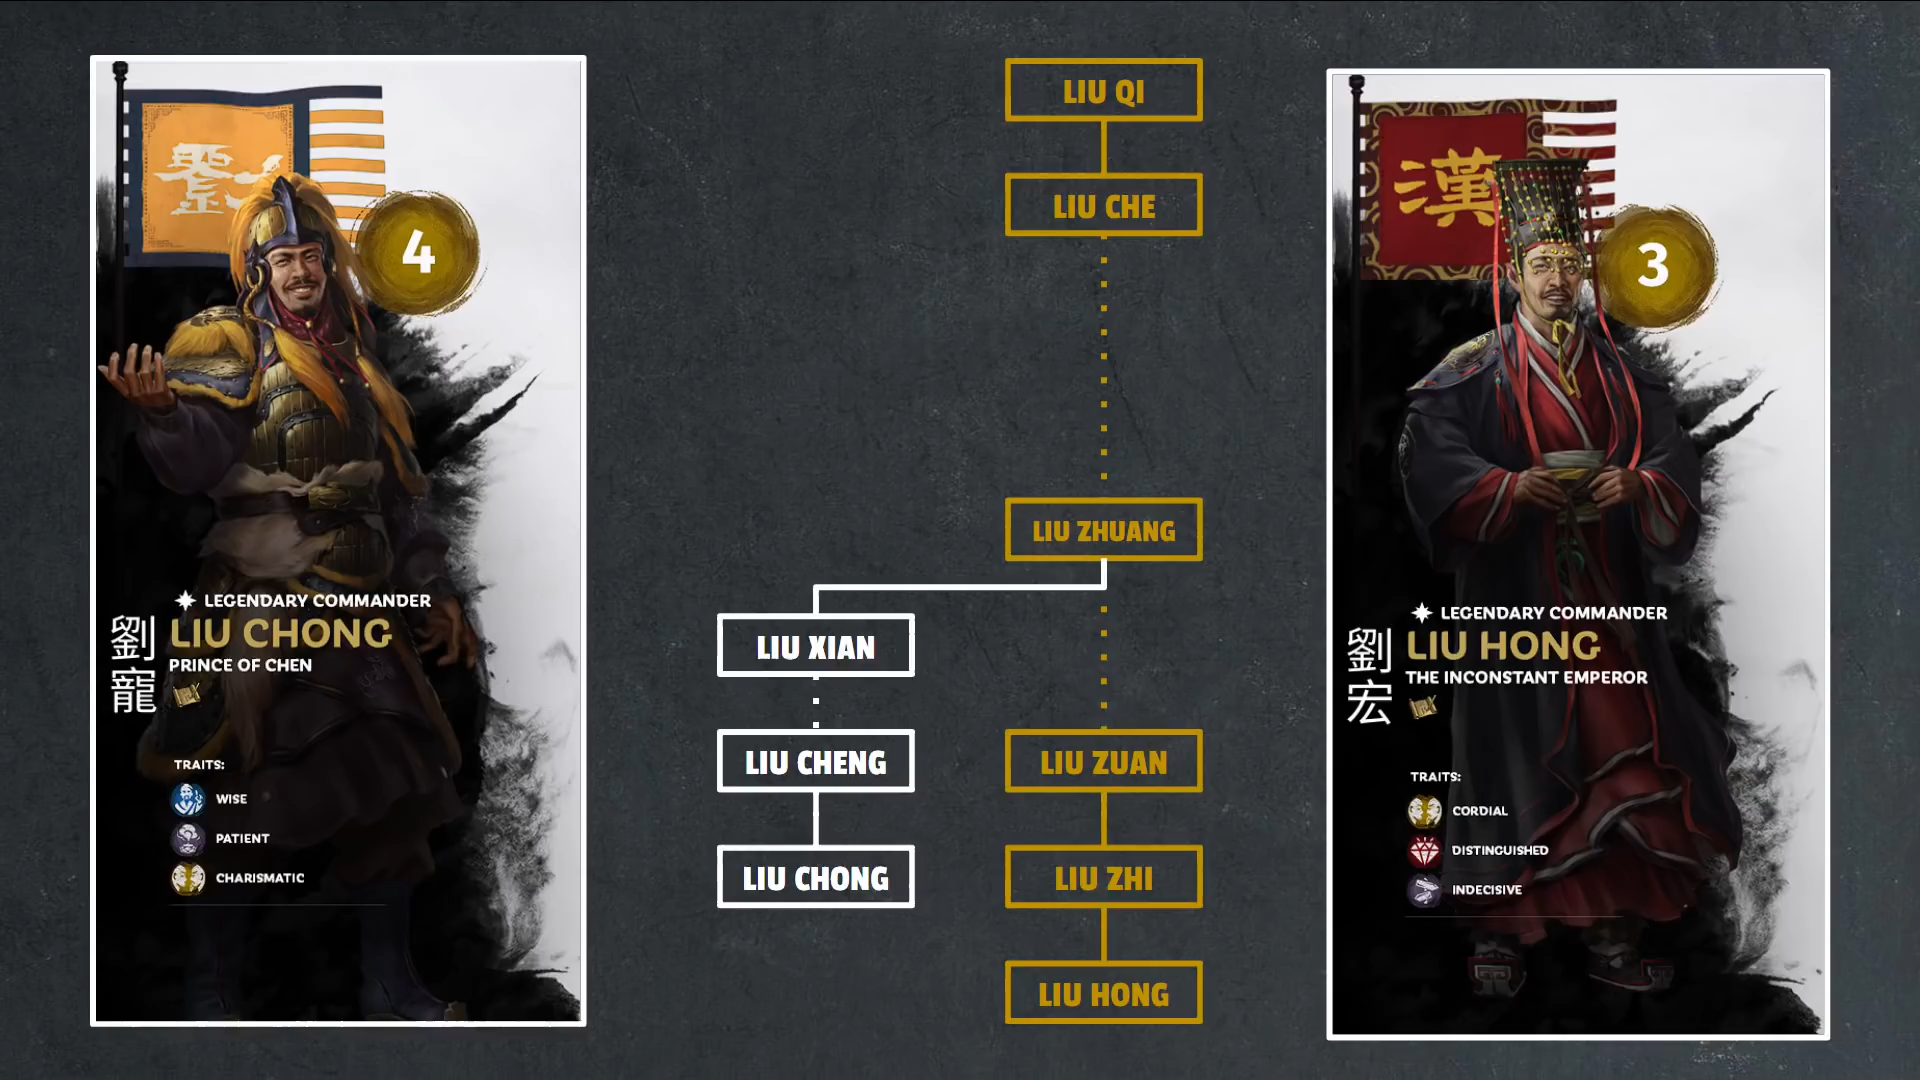 劉
4
LEGENDARY COMMANDER
劉寵
LIU CHONG
PRINCE OF CHEN
TRAITS:
WISE
PATIENT
CHARISMATIC
LIU QI
LIU CHE
LIU ZHUANG
LIU XIAN
LIU CHENG
LIU ZUAN
LIU CHONG
LIU ZHI
LIU HONG
漢
3
LEGENDARY COMMANDER
劉宏
LIU HONG
THE INCONSTANT EMPEROR
TRAITS:
CORDIAL
DISTINGUISHED
INDECISIVE